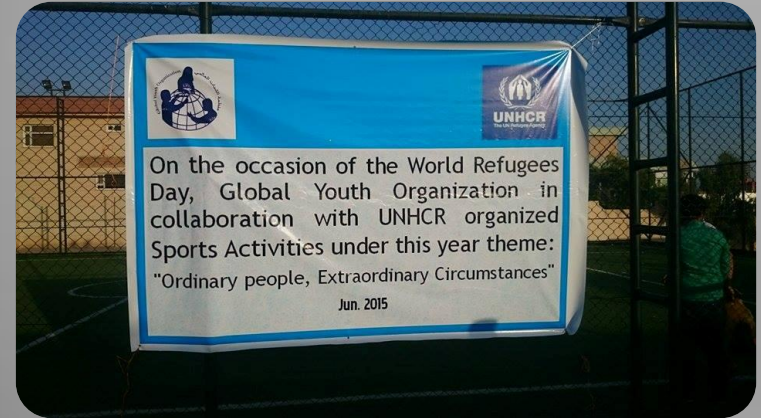 UNHCR
The UN Refugee Agency
On the occasion of the World Refugees
Day, Global Youth Organization in
collaboration with UNHCR organized
Sports Activities under this year theme:
"Ordinary people, Extraordinary Circumstances"
Jun. 2015